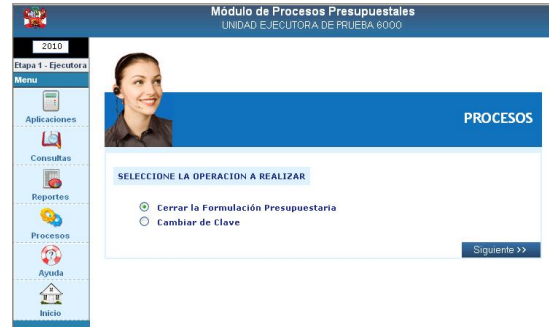 Módulo de Procesos Presupuestales
UNIDAD EJECUTORA DE PRUEBA 6000
2010
Etapa 1 - Ejecutora
Menu
Aplicaciones
Consultas
Reportes
Procesos
Ayuda
Inicio
PROCESOS
SELECCIONE LA OPERACION A REALIZAR
Cerrar la Formulación Presupuestaria
Cambiar de Clave
Siguiente >>